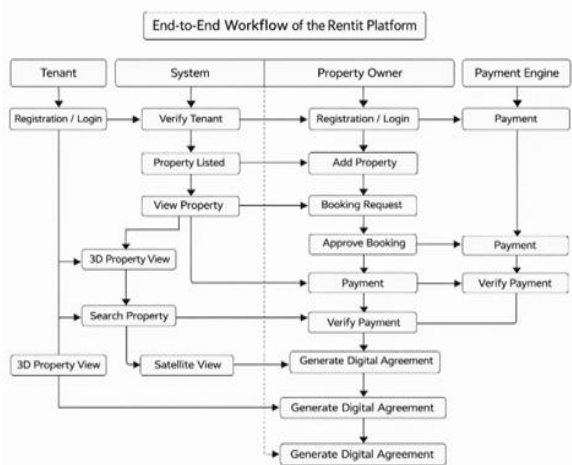 End-to-End Workflow of the Rentit Platform
Tenant
System
Property Owner
Payment Engine
Registration / Login
Verify Tenant
Registration / Login
Payment
Property Listed
Add Property
View Property
Booking Request
Approve Booking
Payment
3D Property View
Payment
Verify Payment
Search Property
Verify Payment
3D Property View
Satellite View
Generate Digital Agreement
Generate Digital Agreement
Generate Digital Agreement